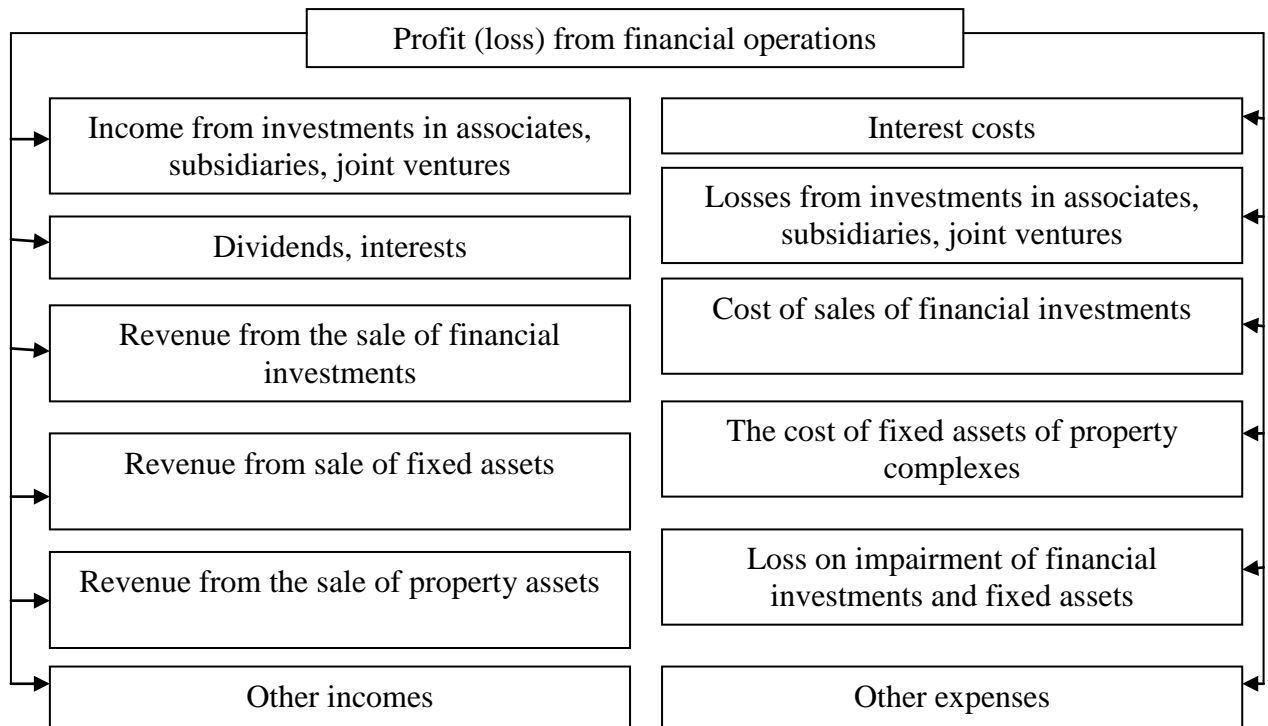 Profit (loss) from financial operations
Income from investments in associates,
subsidiaries, joint ventures
Dividends, interests
Revenue from the sale of financial
investments
Revenue from sale of fixed assets
Revenue from the sale of property assets
Other incomes
Interest costs
Losses from investments in associates,
subsidiaries, joint ventures
Cost of sales of financial investments
The cost of fixed assets of property
complexes
Loss on impairment of financial
investments and fixed assets
Other expenses